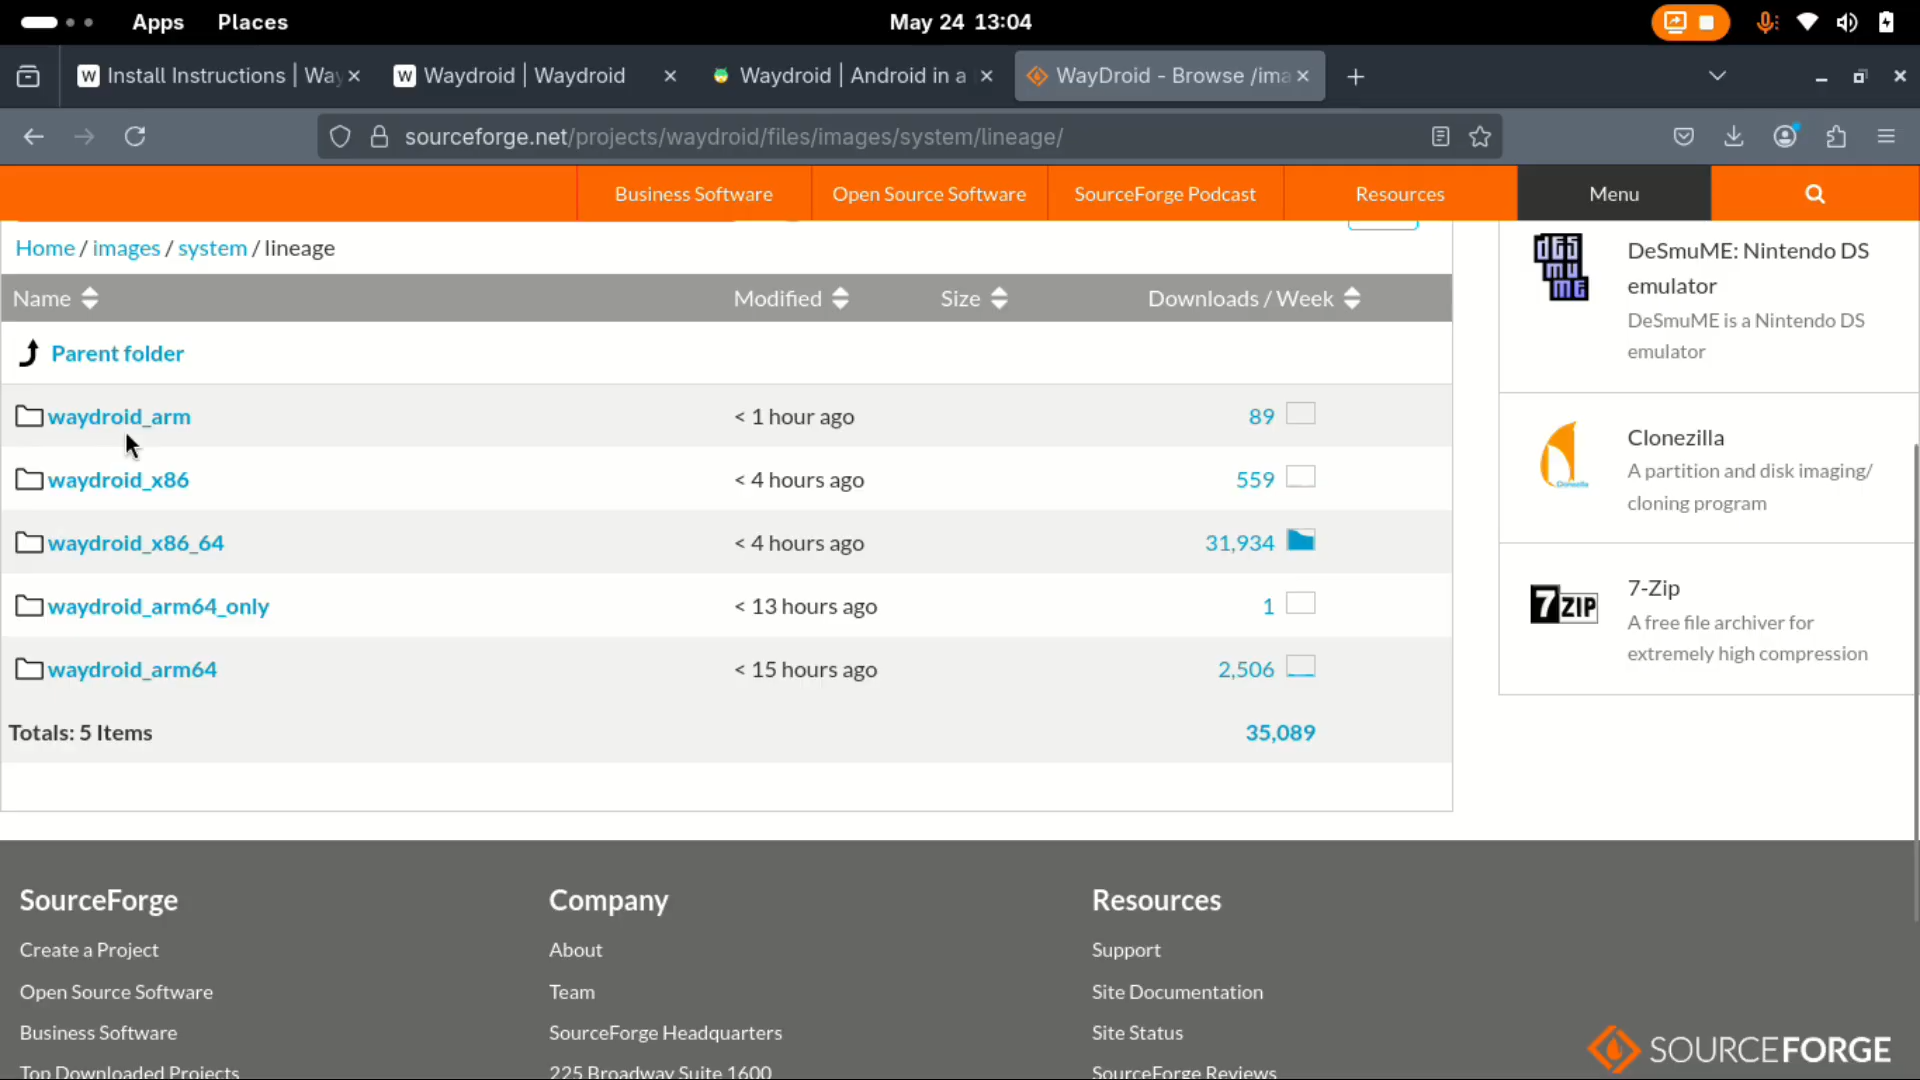 Apps Places May 24 13:04
Install Instructions | Way Waydroid | Waydroid Waydroid | Android in a WayDroid - Browse /ima
sourceforge.net/projects/waydroid/files/images/system/lineage/
Business Software Open Source Software SourceForge Podcast Resources Menu
Home / images / system / lineage
Name Modified Size Downloads / Week
Parent folder
waydroid_arm < 1 hour ago 89
waydroid_x86 < 4 hours ago 559
waydroid_x86_64 < 4 hours ago 31,934
waydroid_arm64_only < 13 hours ago 1
waydroid_arm64 < 15 hours ago 2,506
Totals: 5 Items 35,089
DeSmuME: Nintendo DS
emulator
DeSmuME is a Nintendo DS
emulator
Clonezilla
A partition and disk imaging/
cloning program
7-Zip
A free file archiver for
extremely high compression
SourceForge
Create a Project
Open Source Software
Business Software
Top Downloaded Projects
Company
About
Team
SourceForge Headquarters
225 Broadway Suite 1600
Resources
Support
Site Documentation
Site Status
SourceForge Reviews
SOURCEFORGE